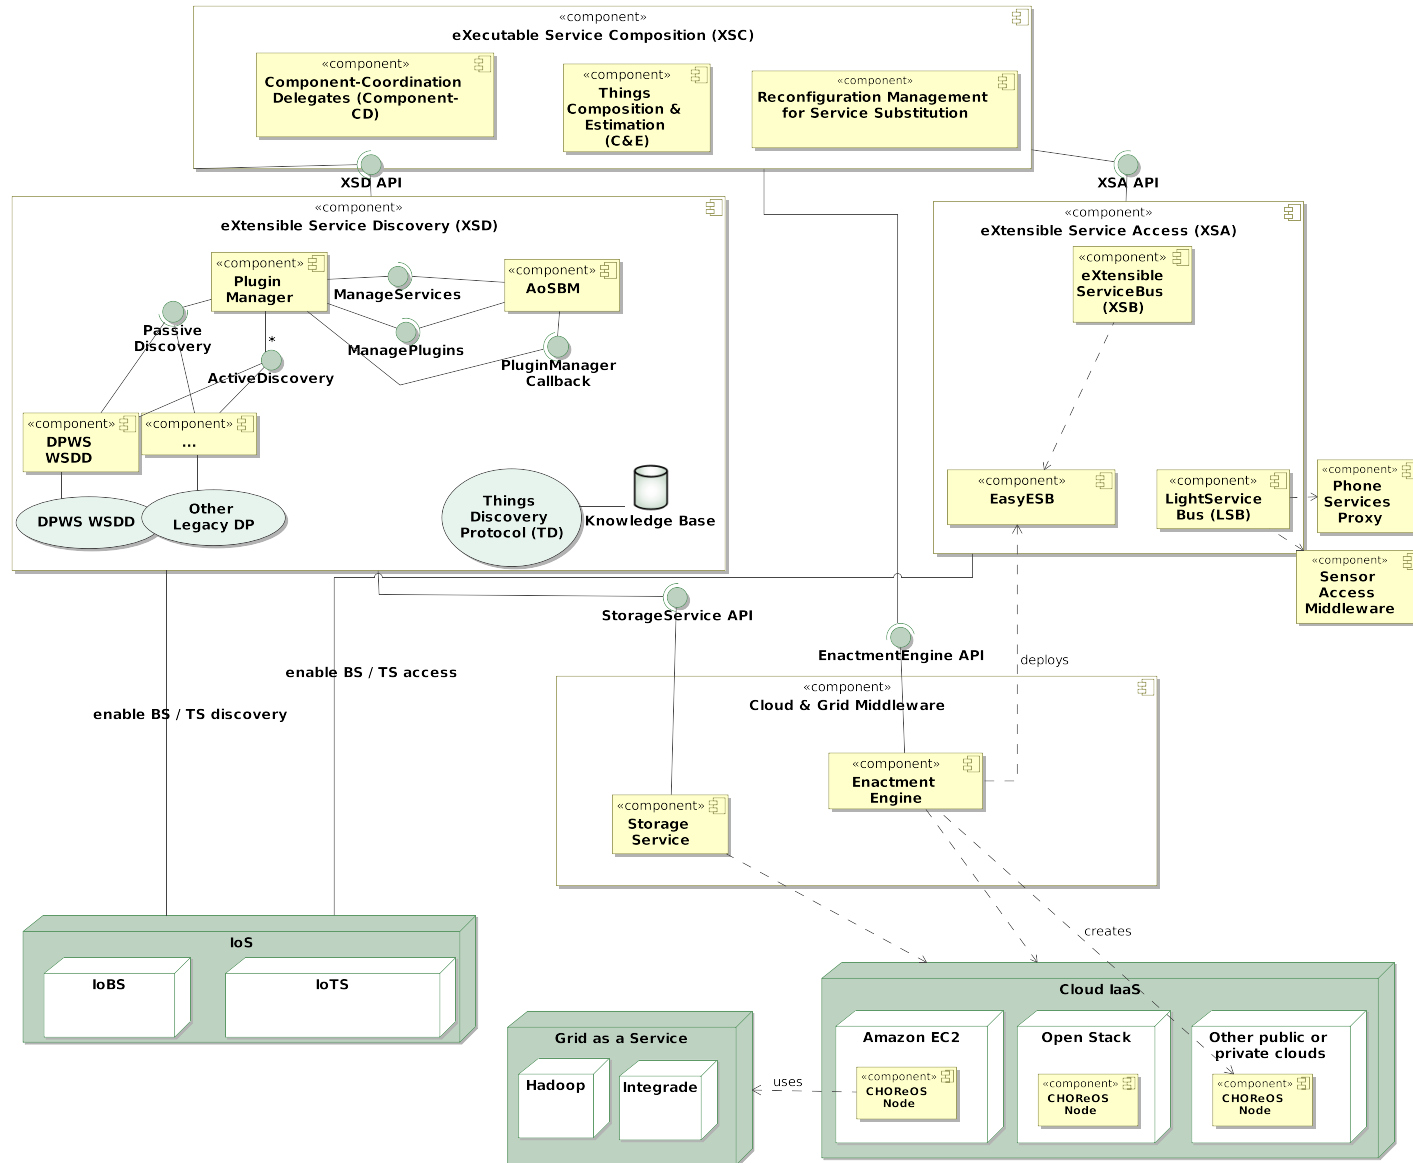 «component»
eXecutable Service Composition (XSC)
«component»
Component-Coordination
Delegates (Component-
CD)
«component»
Things
Composition &
Estimation
(C&E)
«component»
Reconfiguration Management
for Service Substitution
XSD API
XSA API
«component»
eXtensible Service Discovery (XSD)
«component»
Plugin
Manager
ManageServices
«component»
AoSBM
Passive
Discovery
*
ManagePlugins
ActiveDiscovery
PluginManager
Callback
«component»
DPWS
WSDD
«component»
...
DPWS WSDD
Other
Legacy DP
Things
Discovery
Protocol (TD)
Knowledge Base
«component»
eXtensible Service Access (XSA)
«component»
eXtensible
ServiceBus
(XSB)
«component»
EasyESB
«component»
LightService
Bus (LSB)
«component»
Phone
Services
Proxy
«component»
Sensor
Access
Middleware
StorageService API
EnactmentEngine API
deploys
enable BS / TS access
enable BS / TS discovery
«component»
Cloud & Grid Middleware
«component»
Enactment
Engine
«component»
Storage
Service
creates
IoS
IoBS
IoTS
Grid as a Service
Hadoop
Integrade
uses
Cloud IaaS
Amazon EC2
«component»
CHOReOS
Node
Open Stack
«component»
CHOReOS
Node
Other public or
private clouds
«component»
CHOReOS
Node